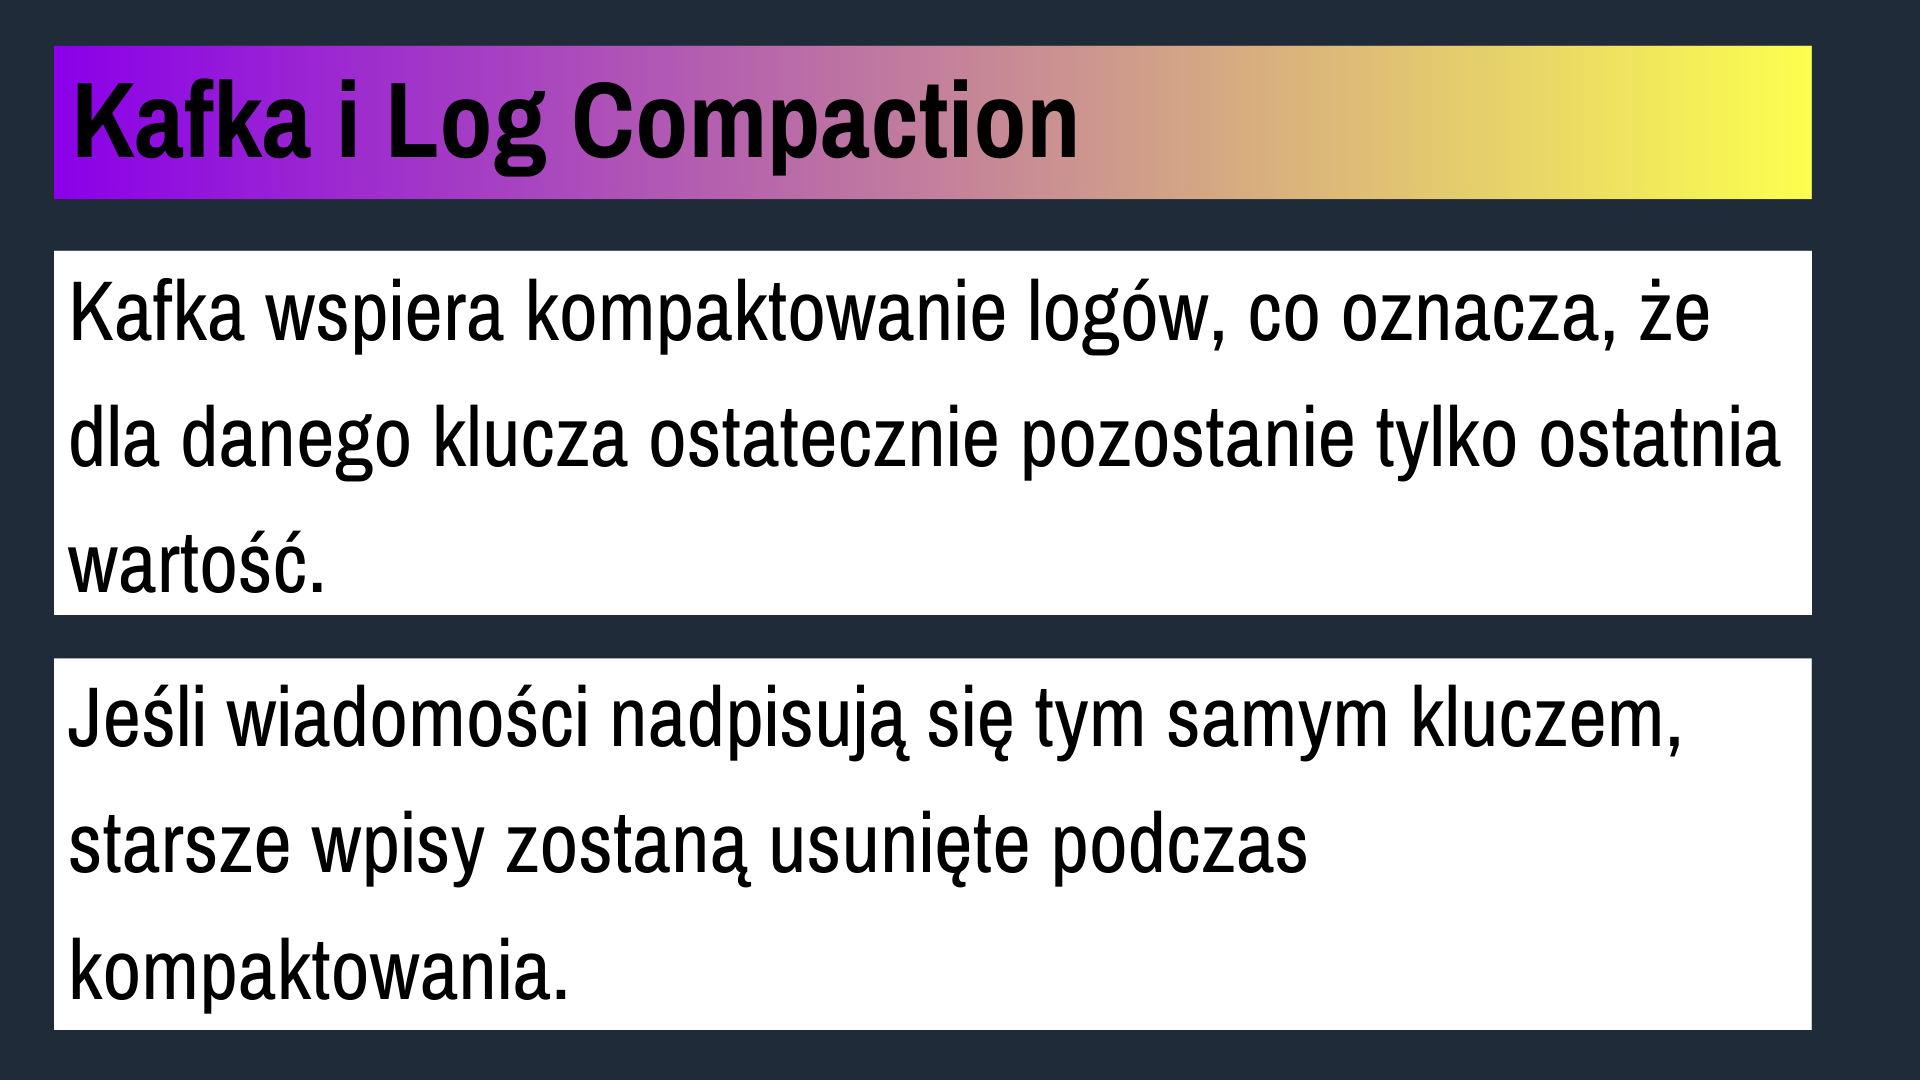 Kafka i Log Compaction
Kafka wspiera kompaktowanie logów, co oznacza, że
dla danego klucza ostatecznie pozostanie tylko ostatnia
wartość.
Jeśli wiadomości nadpisują się tym samym kluczem,
starsze wpisy zostaną usunięte podczas
kompaktowania.